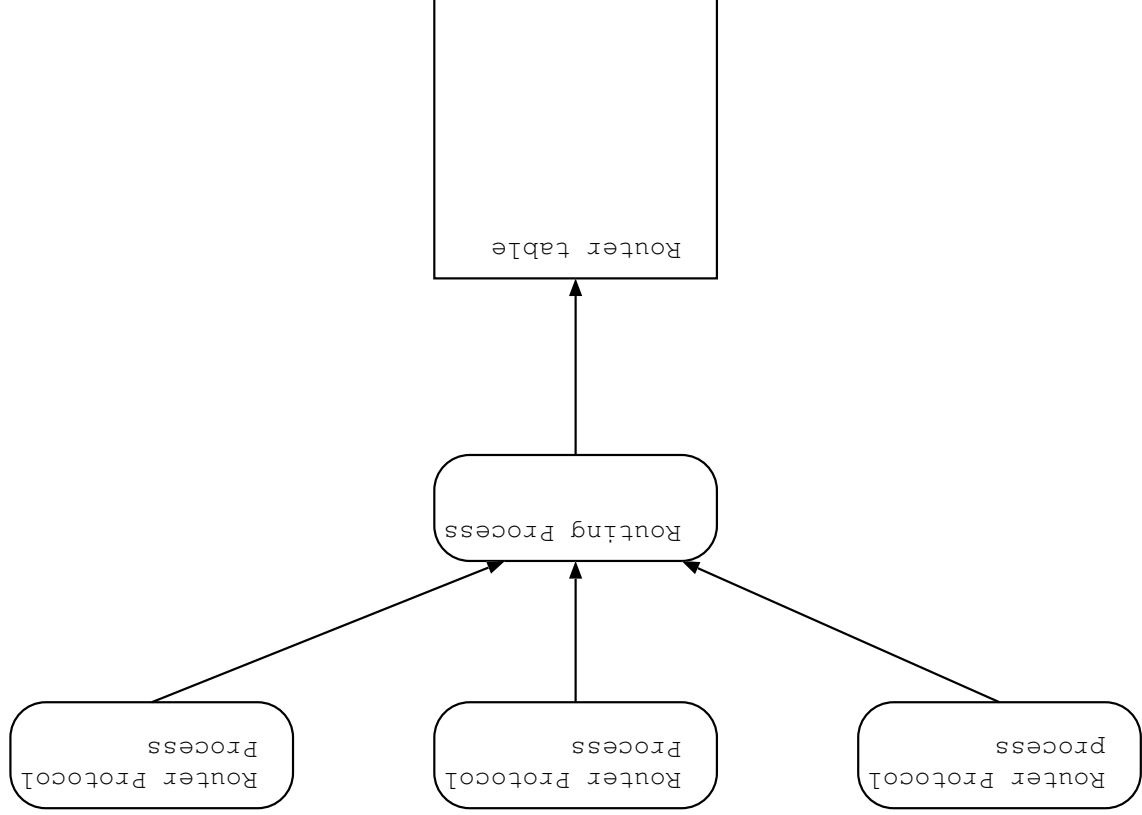 Router Protocol
process
Router Protocol
Process
Router Protocol
Process
Routing Process
Router table